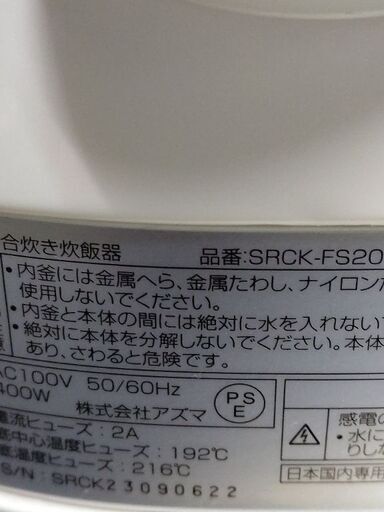 合炊き炊飯器 品番:SRCK-FS20
・内釜には金属へら、金属たわし、ナイロンた
使用しないでください。
・内釜と本体の間には絶対に水を入れない
・絶対に本体を分解しないでください。本体
あり、さわると危険です。
AC100V 50/60Hz
400W 株式会社アズマ
PS
E
流ヒューズ:2A
中心温度ヒューズ:192℃
温度ヒューズ:216℃
S/N: SRCK23090622
感電の
・水に
りしな
日本国内専用